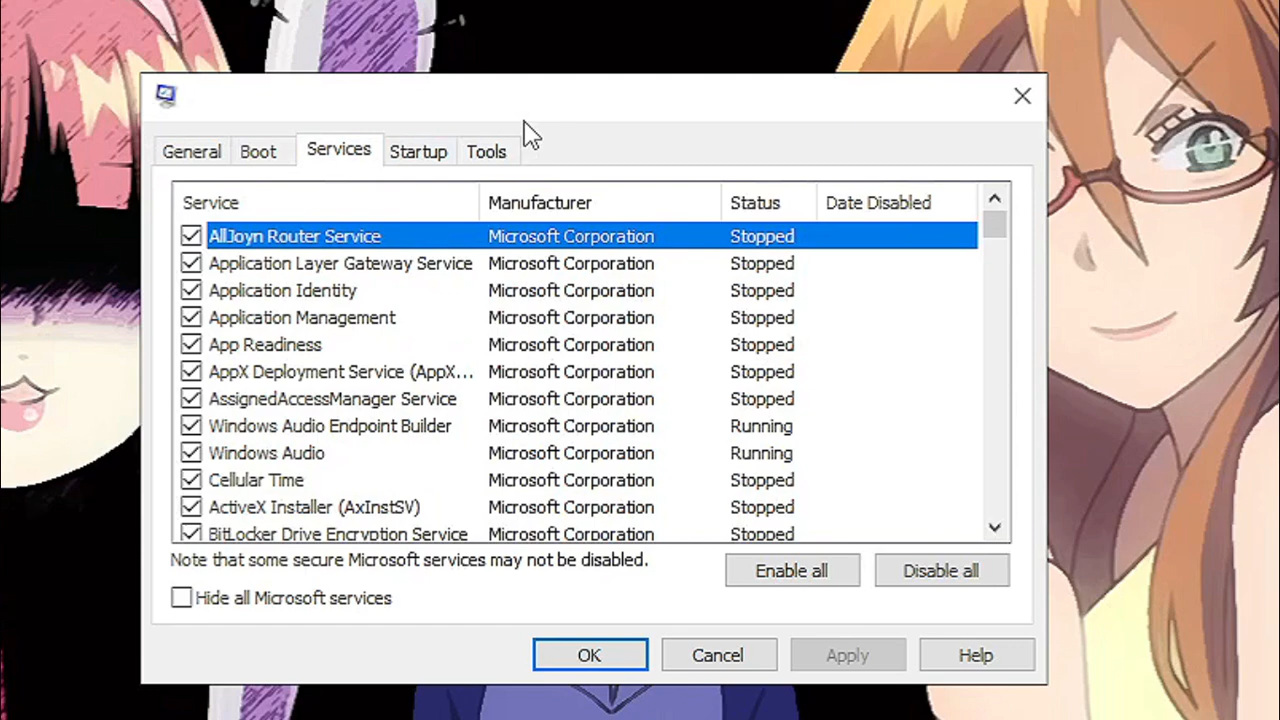 General Boot Services Startup Tools
Service Manufacturer Status Date Disabled
AllJoyn Router Service Microsoft Corporation Stopped
Application Layer Gateway Service Microsoft Corporation Stopped
Application Identity Microsoft Corporation Stopped
Application Management Microsoft Corporation Stopped
App Readiness Microsoft Corporation Stopped
AppX Deployment Service (AppX... Microsoft Corporation Stopped
AssignedAccessManager Service Microsoft Corporation Stopped
Windows Audio Endpoint Builder Microsoft Corporation Running
Windows Audio Microsoft Corporation Running
Cellular Time Microsoft Corporation Stopped
ActiveX Installer (AxInstSV) Microsoft Corporation Stopped
BitLocker Drive Encryption Service Microsoft Corporation Stopped
Note that some secure Microsoft services may not be disabled.
Enable all Disable all
Hide all Microsoft services
OK Cancel Apply Help